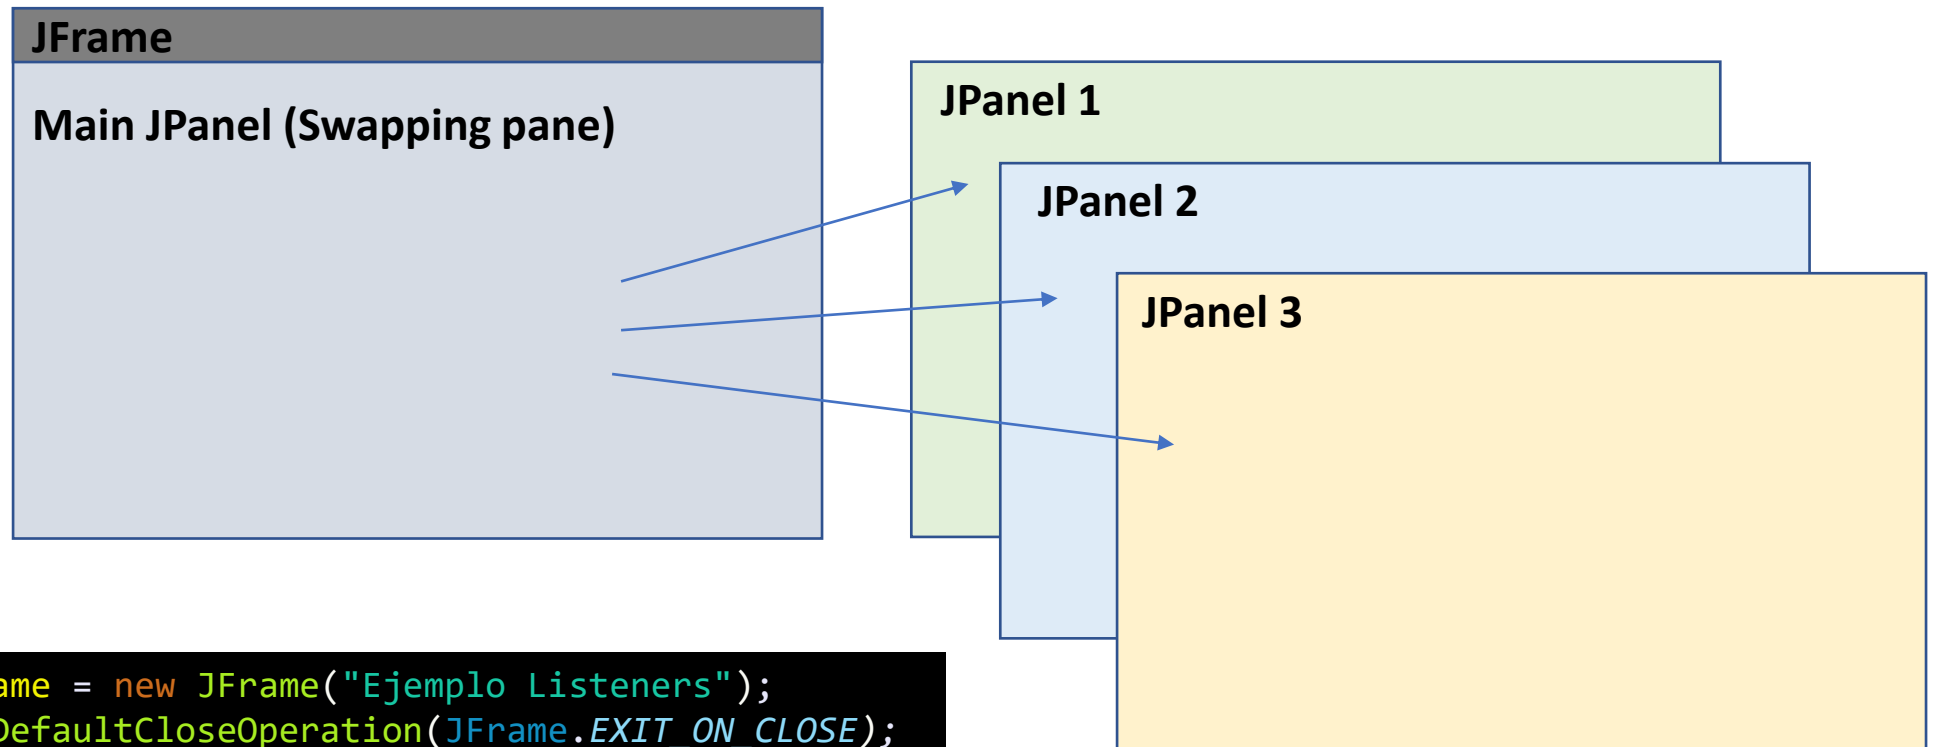 JFrame
Main JPanel (Swapping pane)
JPanel 1
JPanel 2
JPanel 3
ame = new JFrame("Ejemplo Listeners");
DefaultCloseOperation(JFrame.EXIT_ON_CLOSE);